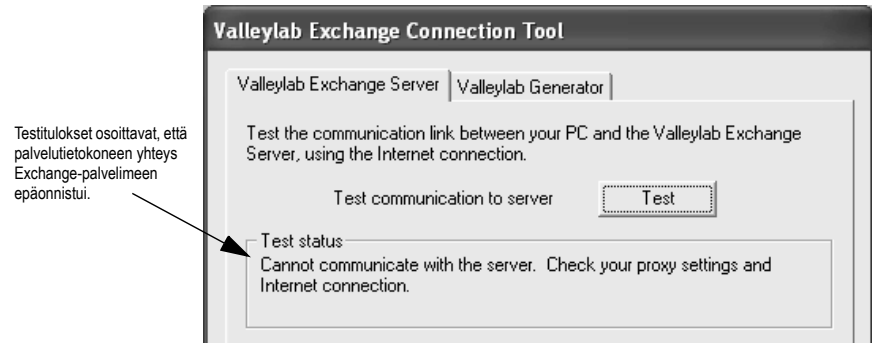 Valleylab Exchange Connection Tool
Valleylab Exchange Server
Valleylab Generator
Testitulokset osoittavat, että
palvelutietokoneen yhteys
Exchange-palvelimeen
epäonnistui.
Test the communication link between your PC and the Valleylab Exchange
Server, using the Internet connection.
Test communication to server
Test
Test status
Cannot communicate with the server.  Check your proxy settings and
Internet connection.